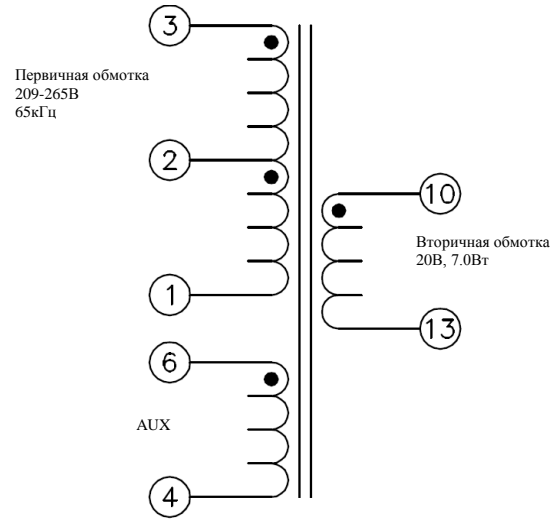 3
Первичная обмотка
209-265В
65кГц
2
10
Вторичная обмотка
20В, 7.0Вт
1
13
6
AUX
4